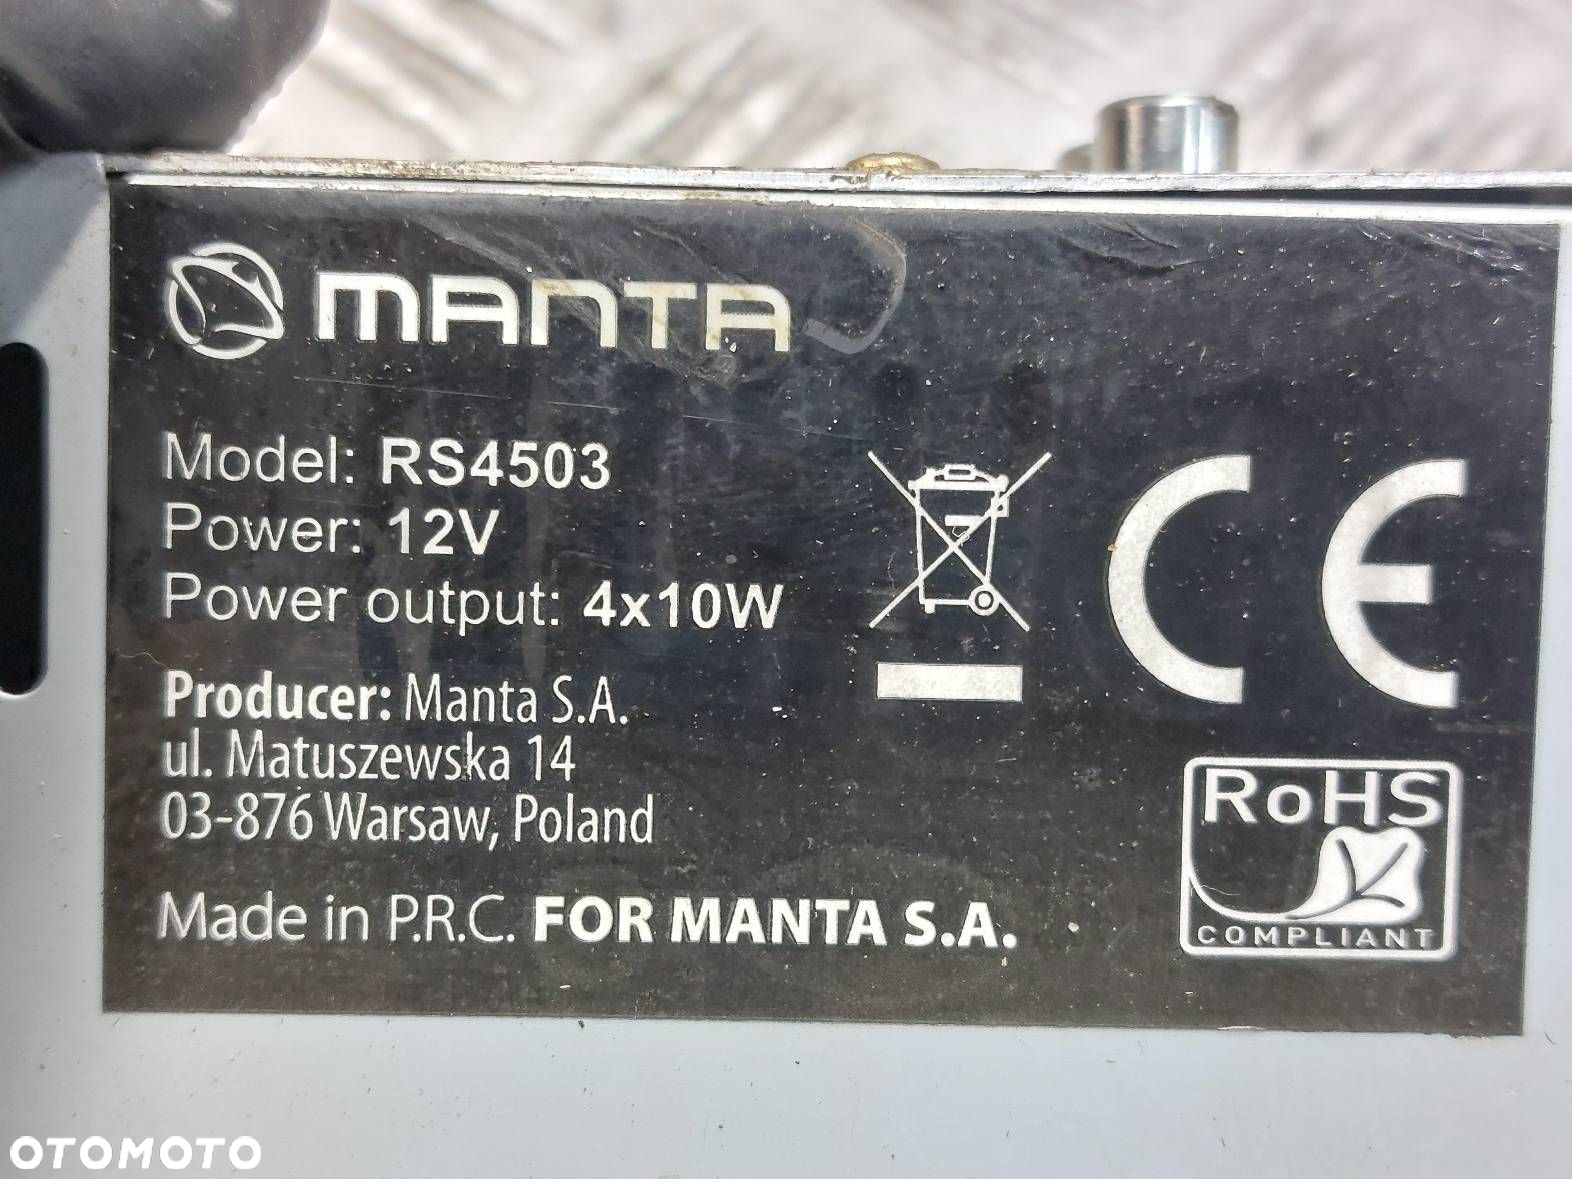 MANTA
Model: RS4503
Power: 12V
Power output: 4x10W
Producer: Manta S.A.
ul. Matuszewska 14
03-876 Warsaw, Poland
Made in P.R.C. FOR MANTA S.A.
CE
RoHS
COMPLIANT
OTOMOTO